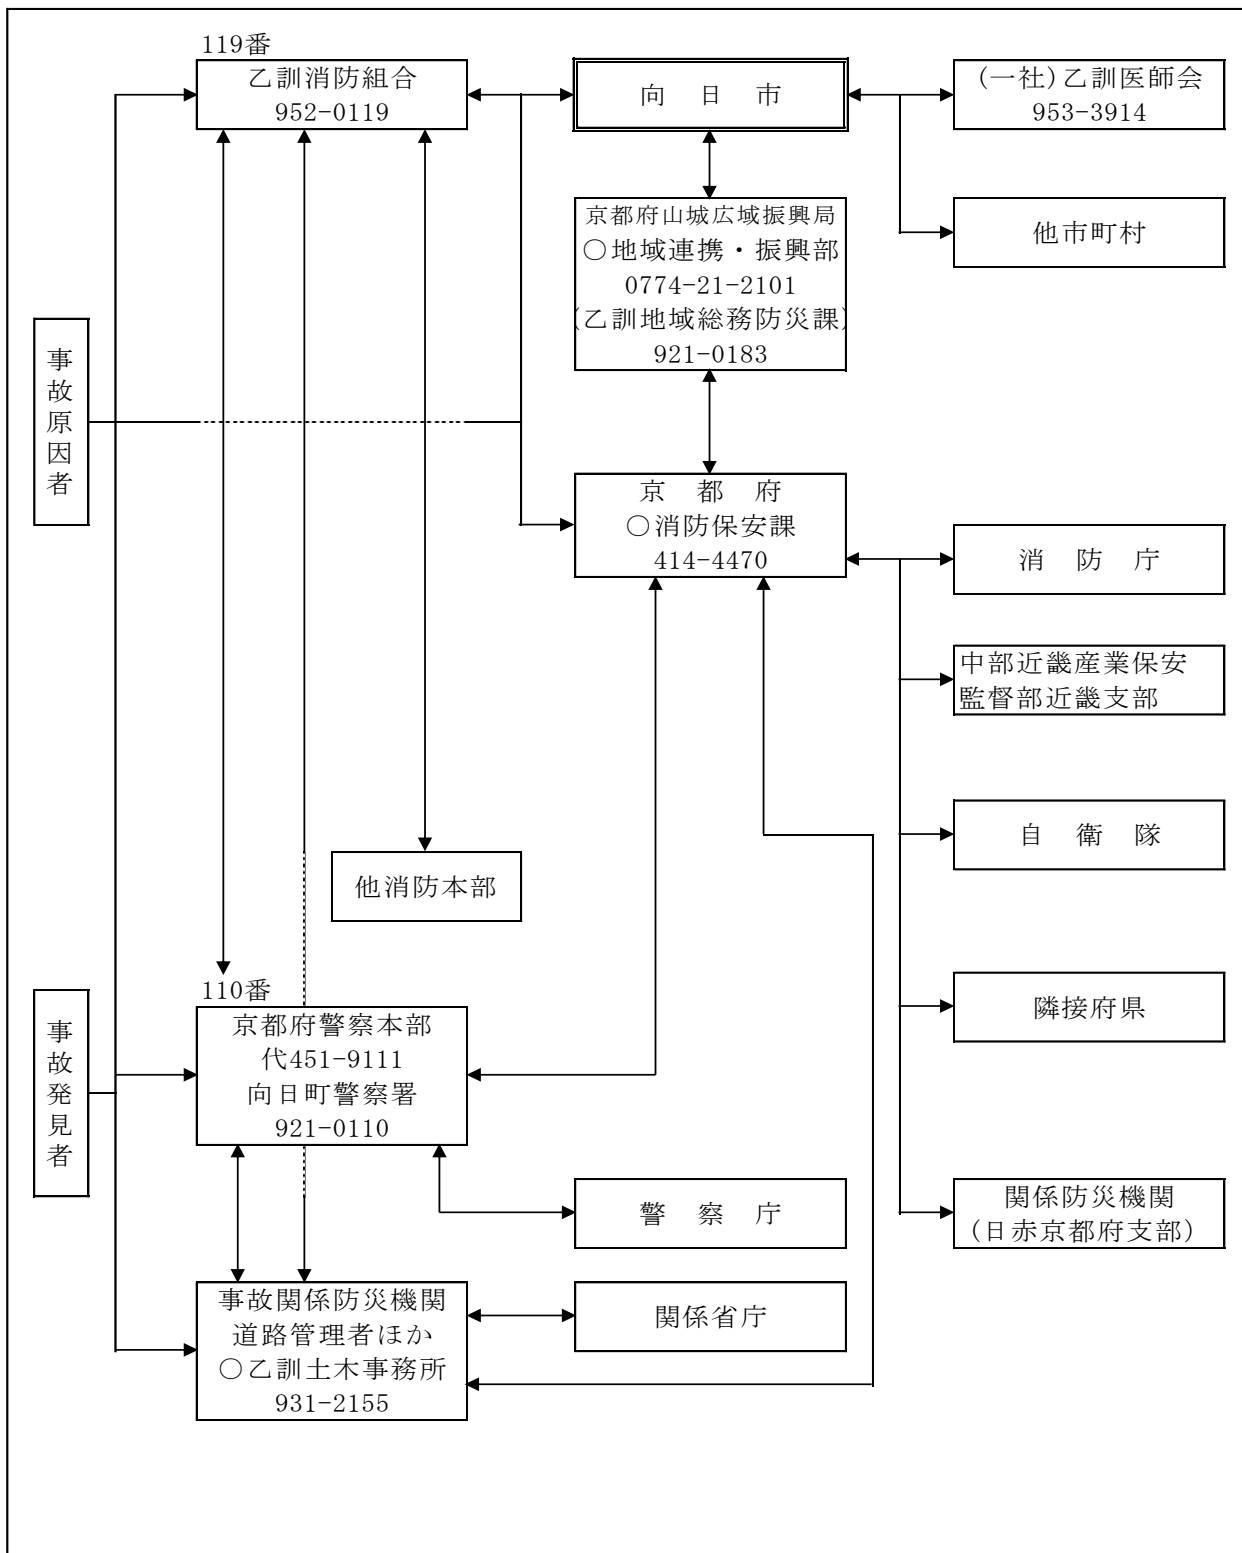 119番
乙訓消防組合
952-0119
向　日　市
(一社)乙訓医師会
953-3914
京都府山城広域振興局
○地域連携・振興部
0774-21-2101
(乙訓地域総務防災課)
921-0183
他市町村
事故原因者
京　都　府
○消防保安課
414-4470
消　防　庁
中部近畿産業保安
監督部近畿支部
自　衛　隊
他消防本部
隣接府県
事故発見者
110番
京都府警察本部
代451-9111
向日町警察署
921-0110
警　察　庁
関係防災機関
(日赤京都府支部)
事故関係防災機関
道路管理者ほか
○乙訓土木事務所
931-2155
関係省庁